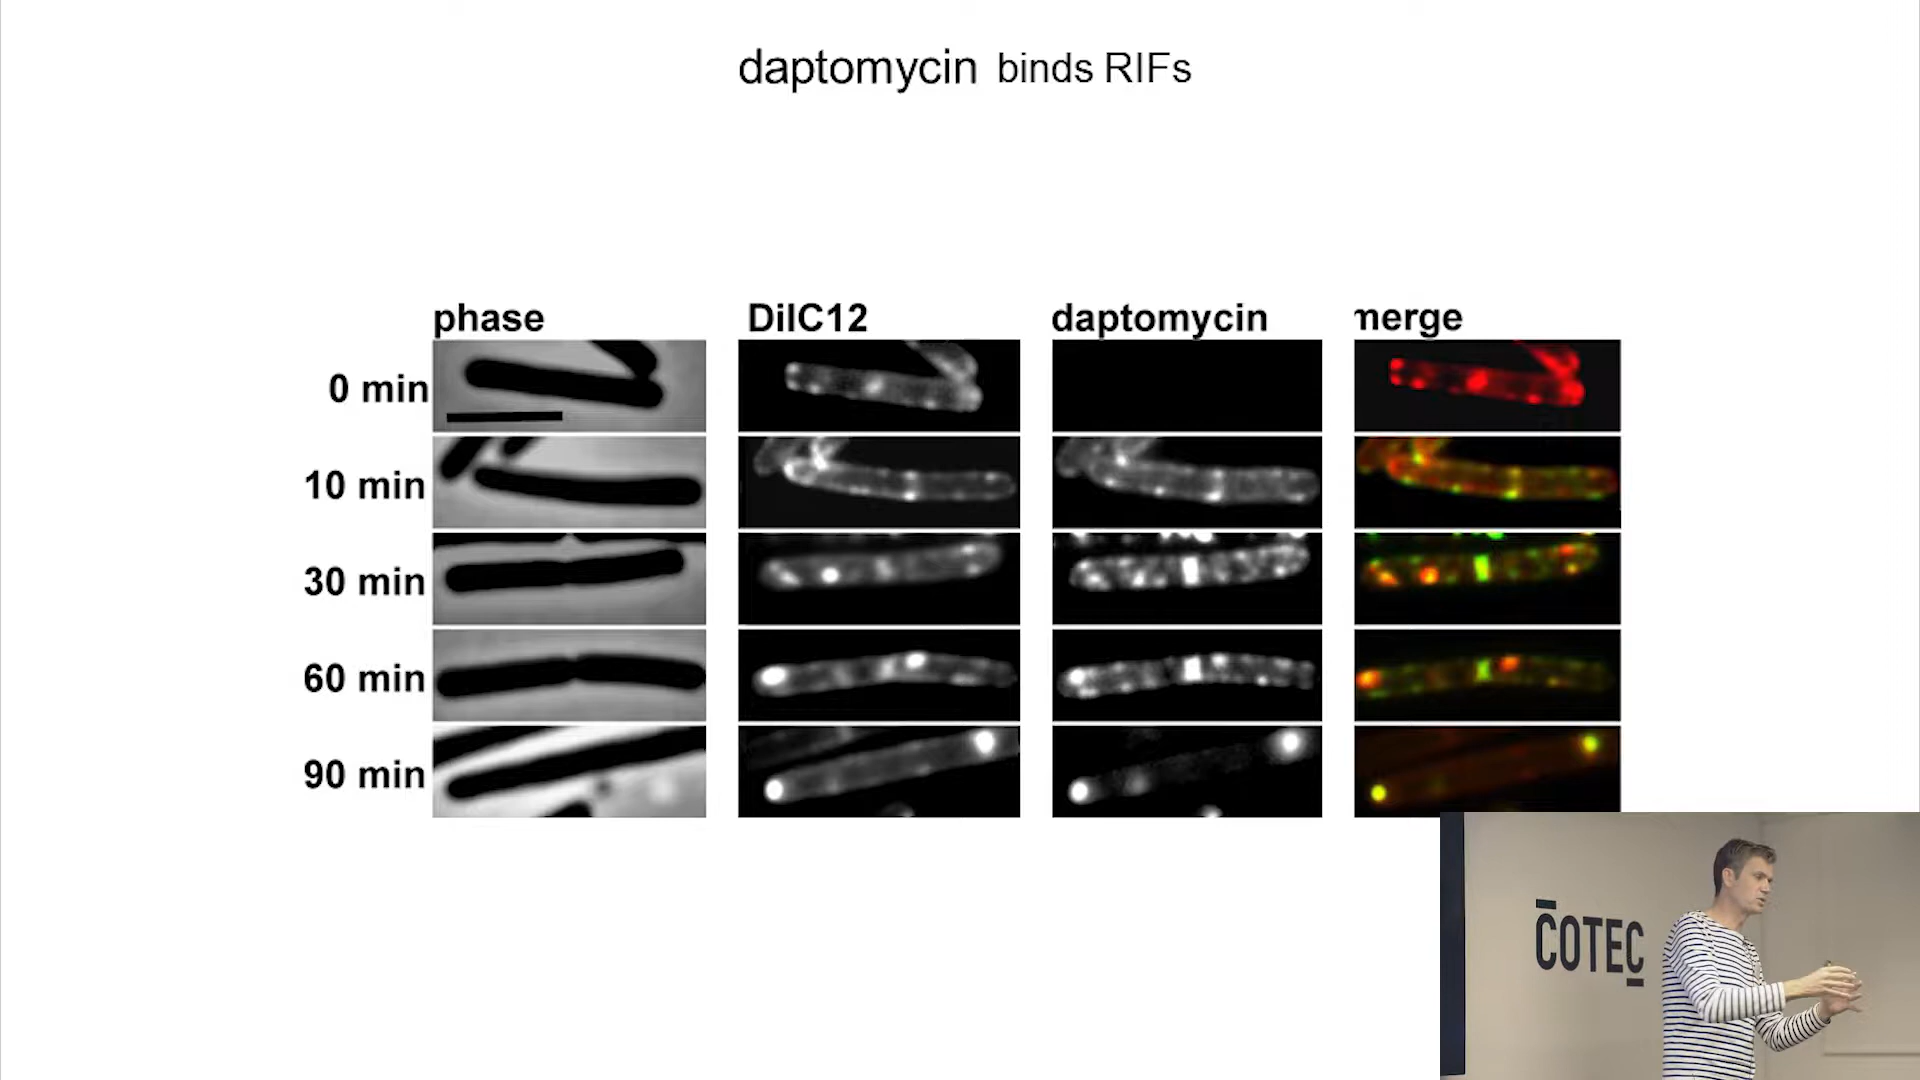 daptomycin binds RIFs
phase DilC12 daptomycin merge
0 min
10 min
30 min
60 min
90 min
COTEC